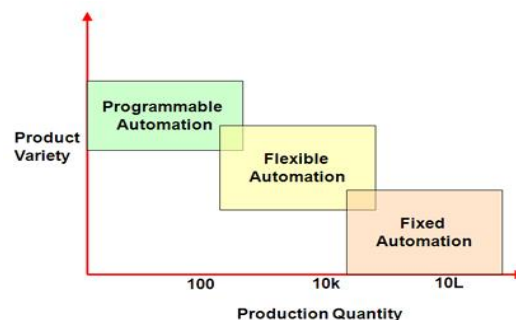 Programmable
Automation
Product
Variety
Flexible
Automation
Fixed
Automation
100
10k
10L
Production Quantity